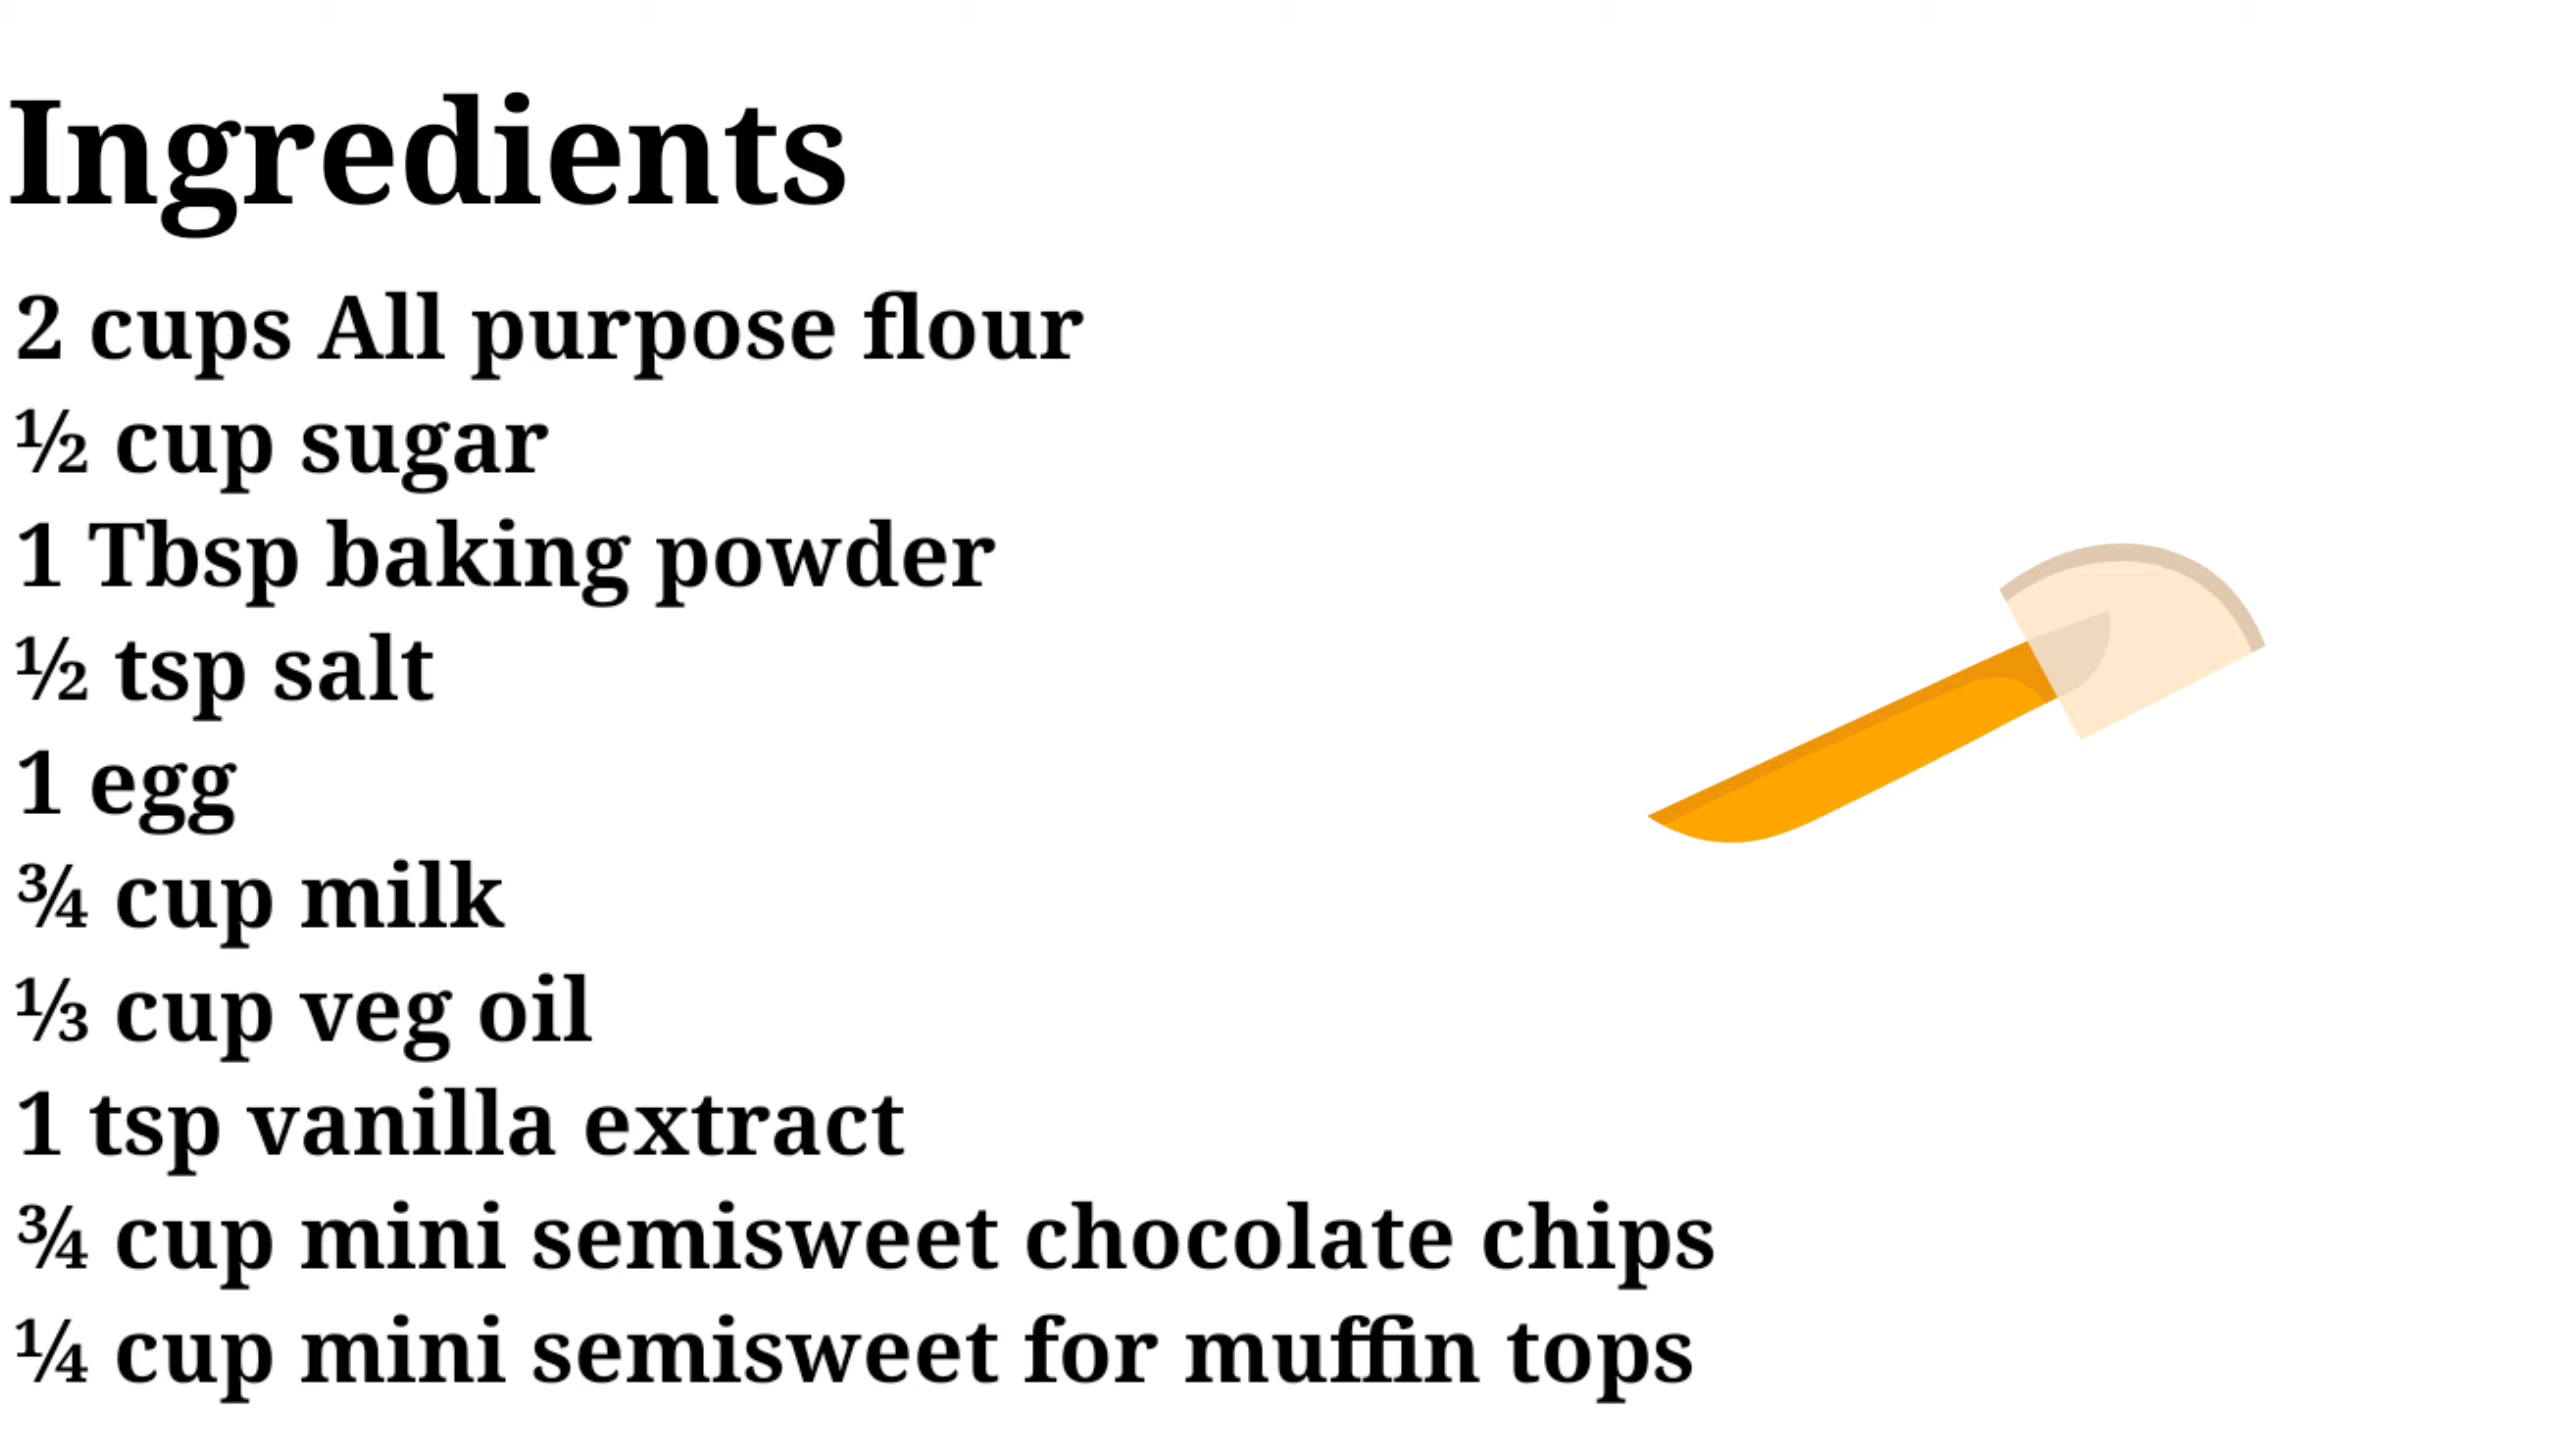 Ingredients
2 cups All purpose flour
½ cup sugar
1 Tbsp baking powder
½ tsp salt
1 egg
¾ cup milk
⅓ cup veg oil
1 tsp vanilla extract
¾ cup mini semisweet chocolate chips
¼ cup mini semisweet for muffin tops